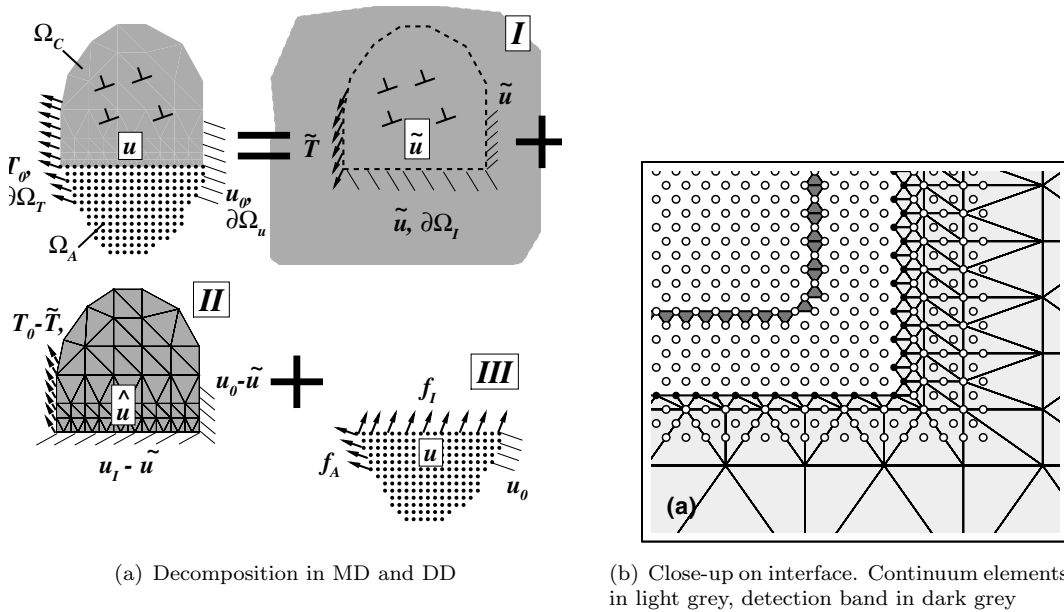 Ω_C
I
ũ
u
T̃
ũ
T_0,
∂Ω_T
u_0,
∂Ω_u
ũ, ∂Ω_I
Ω_A
II
T_0-T̃,
III
u_0-ũ
f_I
û
u
f_A
u_I - ũ
u_0
(a)
(a) Decomposition in MD and DD
(b) Close-up on interface. Continuum elements
in light grey, detection band in dark grey